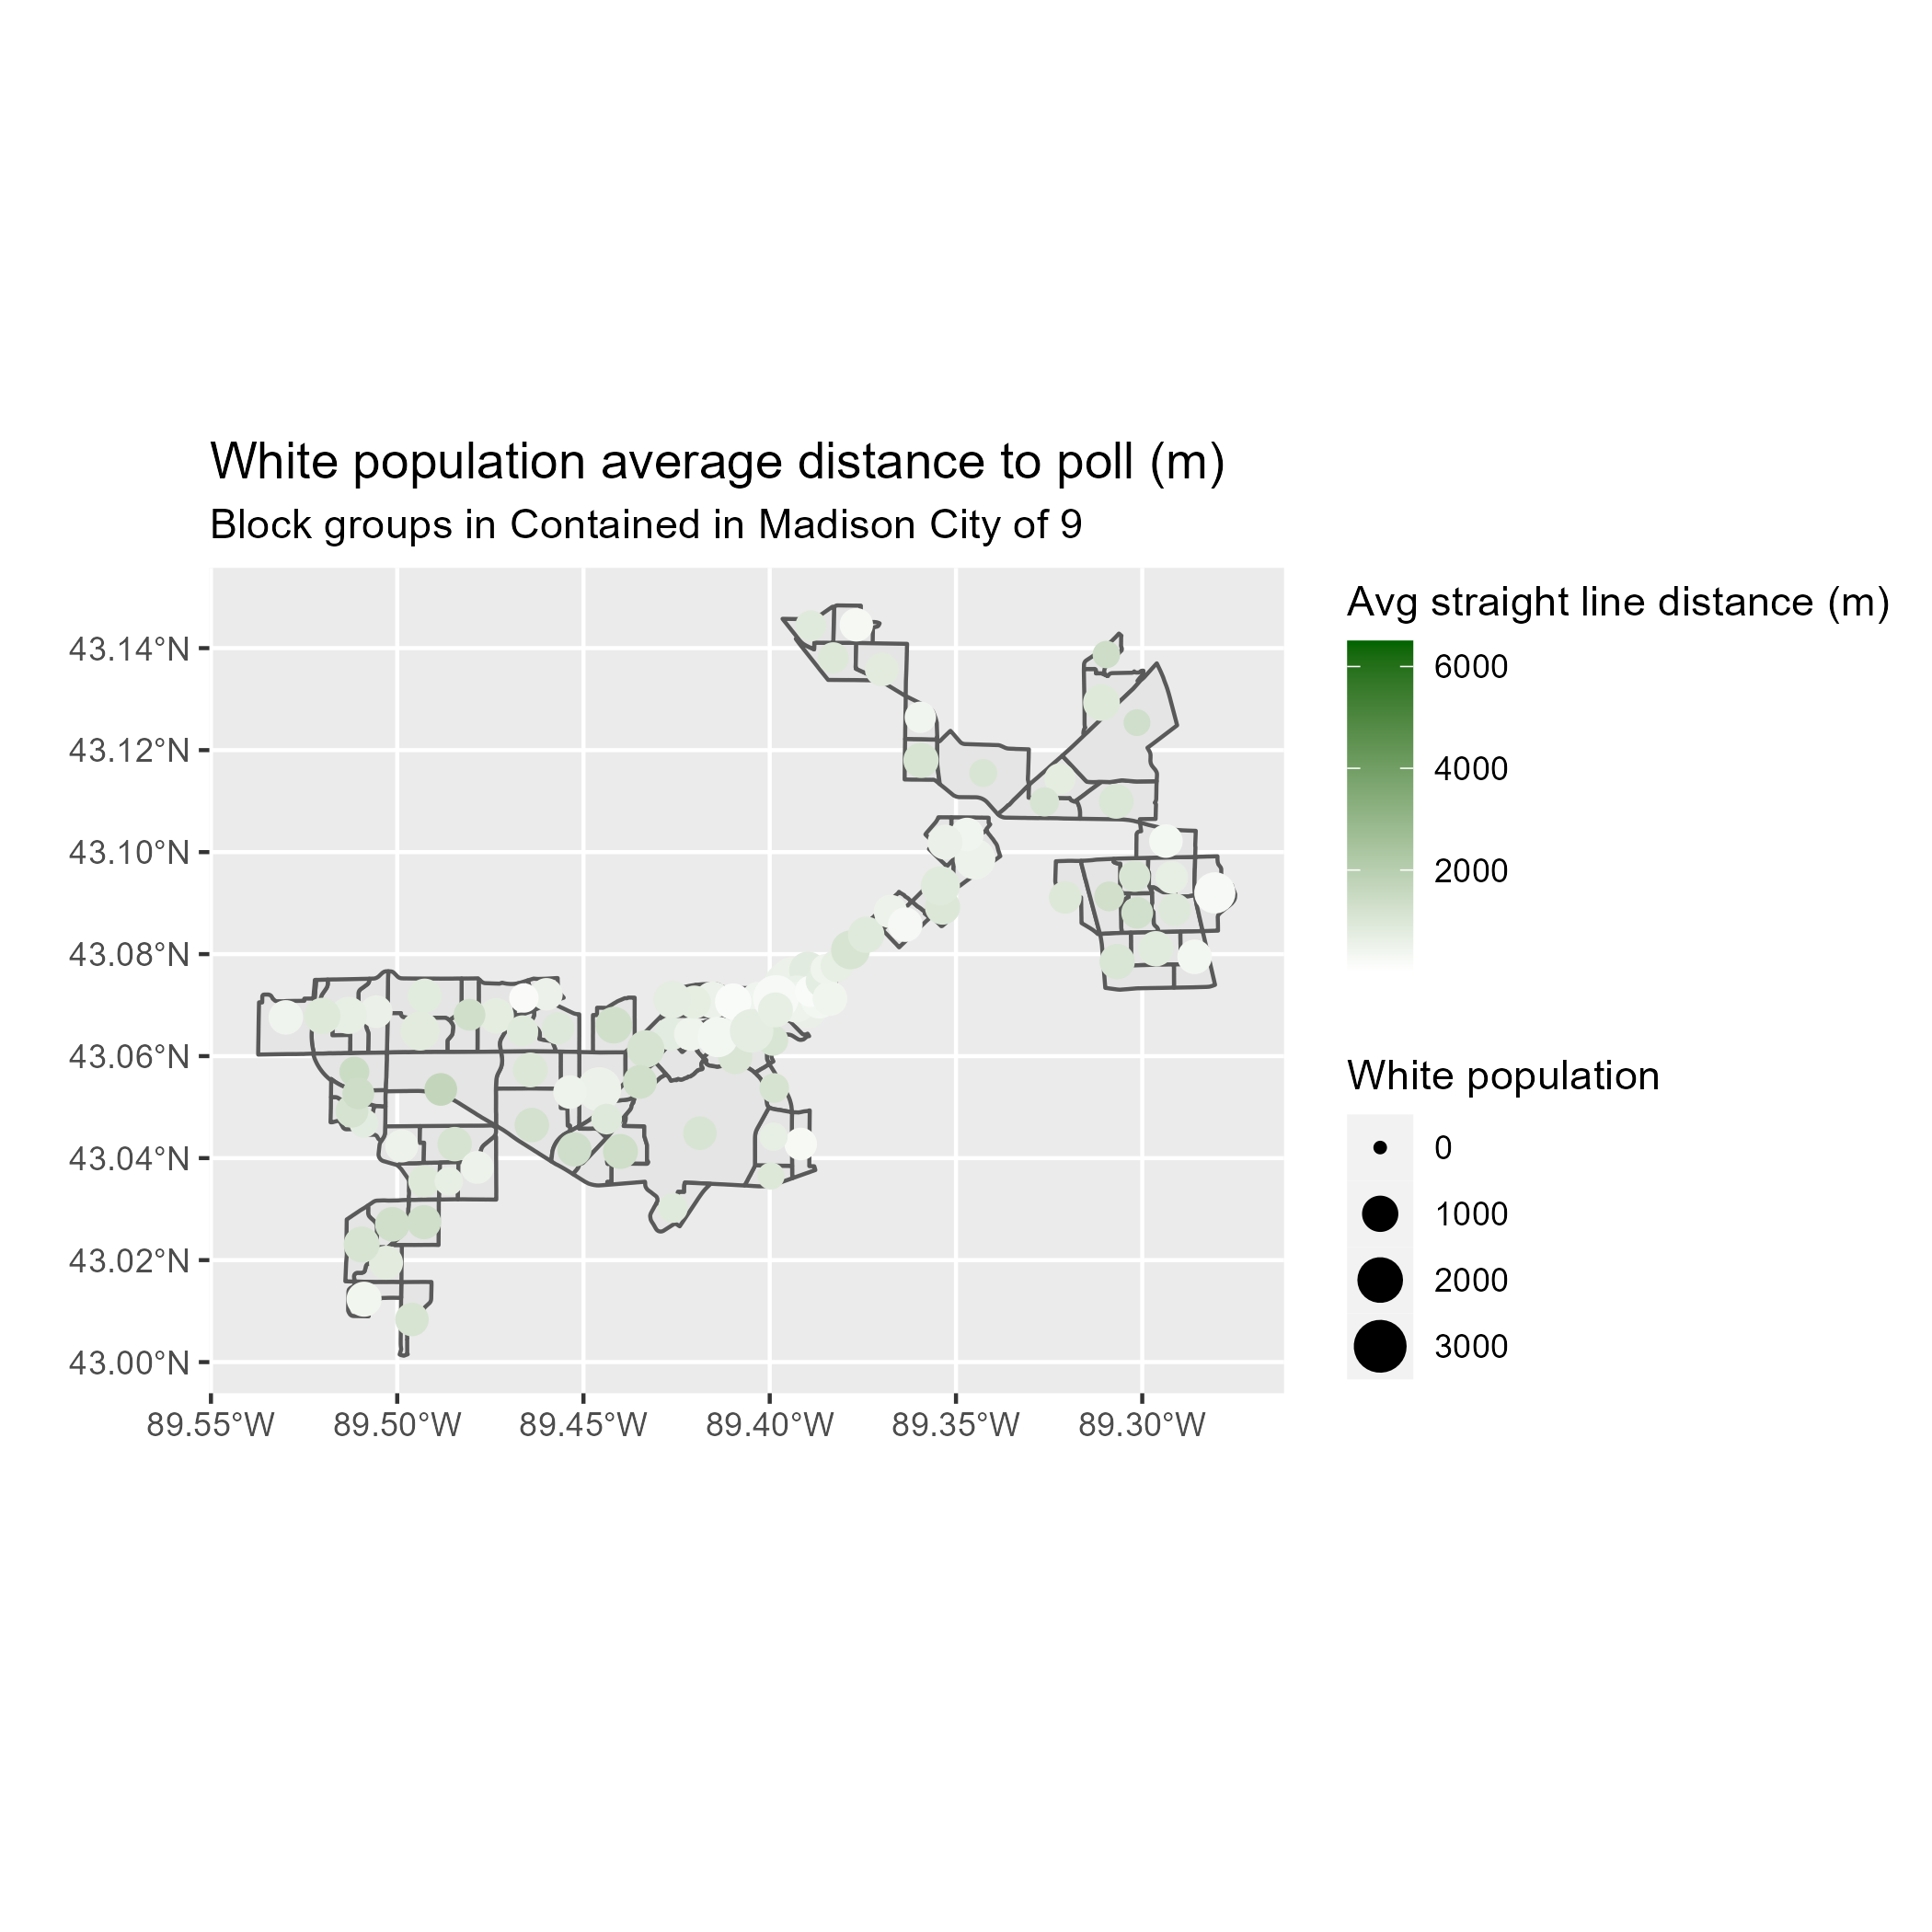 White population average distance to poll (m)
Block groups in Contained in Madison City of 9
43.14°N
43.12°N
43.10°N
43.08°N
43.06°N
43.04°N
43.02°N
43.00°N
89.55°W 89.50°W 89.45°W 89.40°W 89.35°W 89.30°W
Avg straight line distance (m)
6000
4000
2000
White population
0
1000
2000
3000